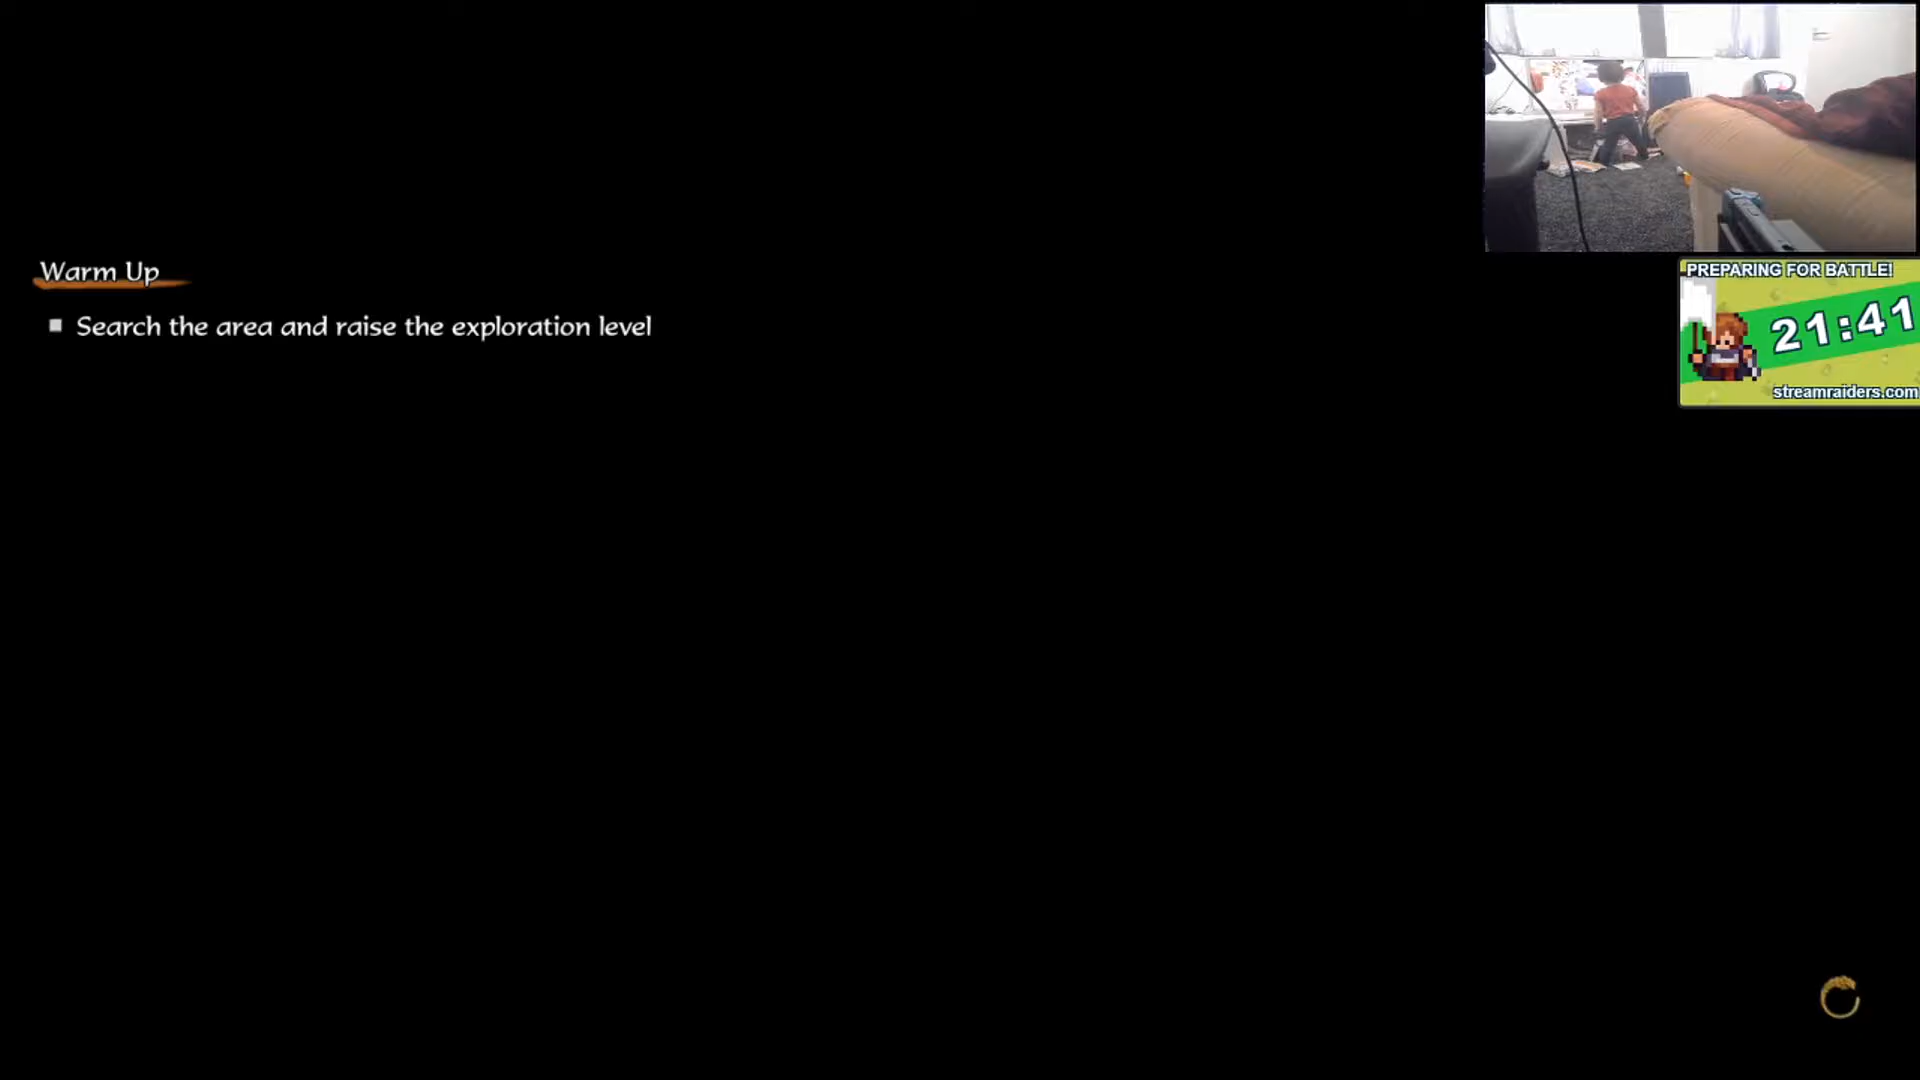 PREPARING FOR BATTLE!
Warm Up
Search the area and raise the exploration level
21:41
streamraiders.com